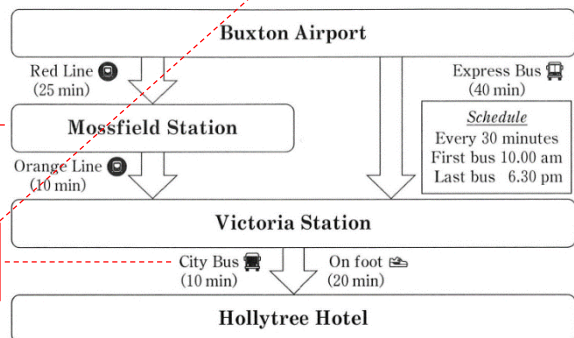 Buxton Airport
Red Line
(25 min)
Express Bus
(40 min)
Schedule
Every 30 minutes
First bus 10.00 am
Last bus 6.30 pm
Mossfield Station
Orange Line
(10 min)
Victoria Station
City Bus
(10 min)
On foot
(20 min)
Hollytree Hotel